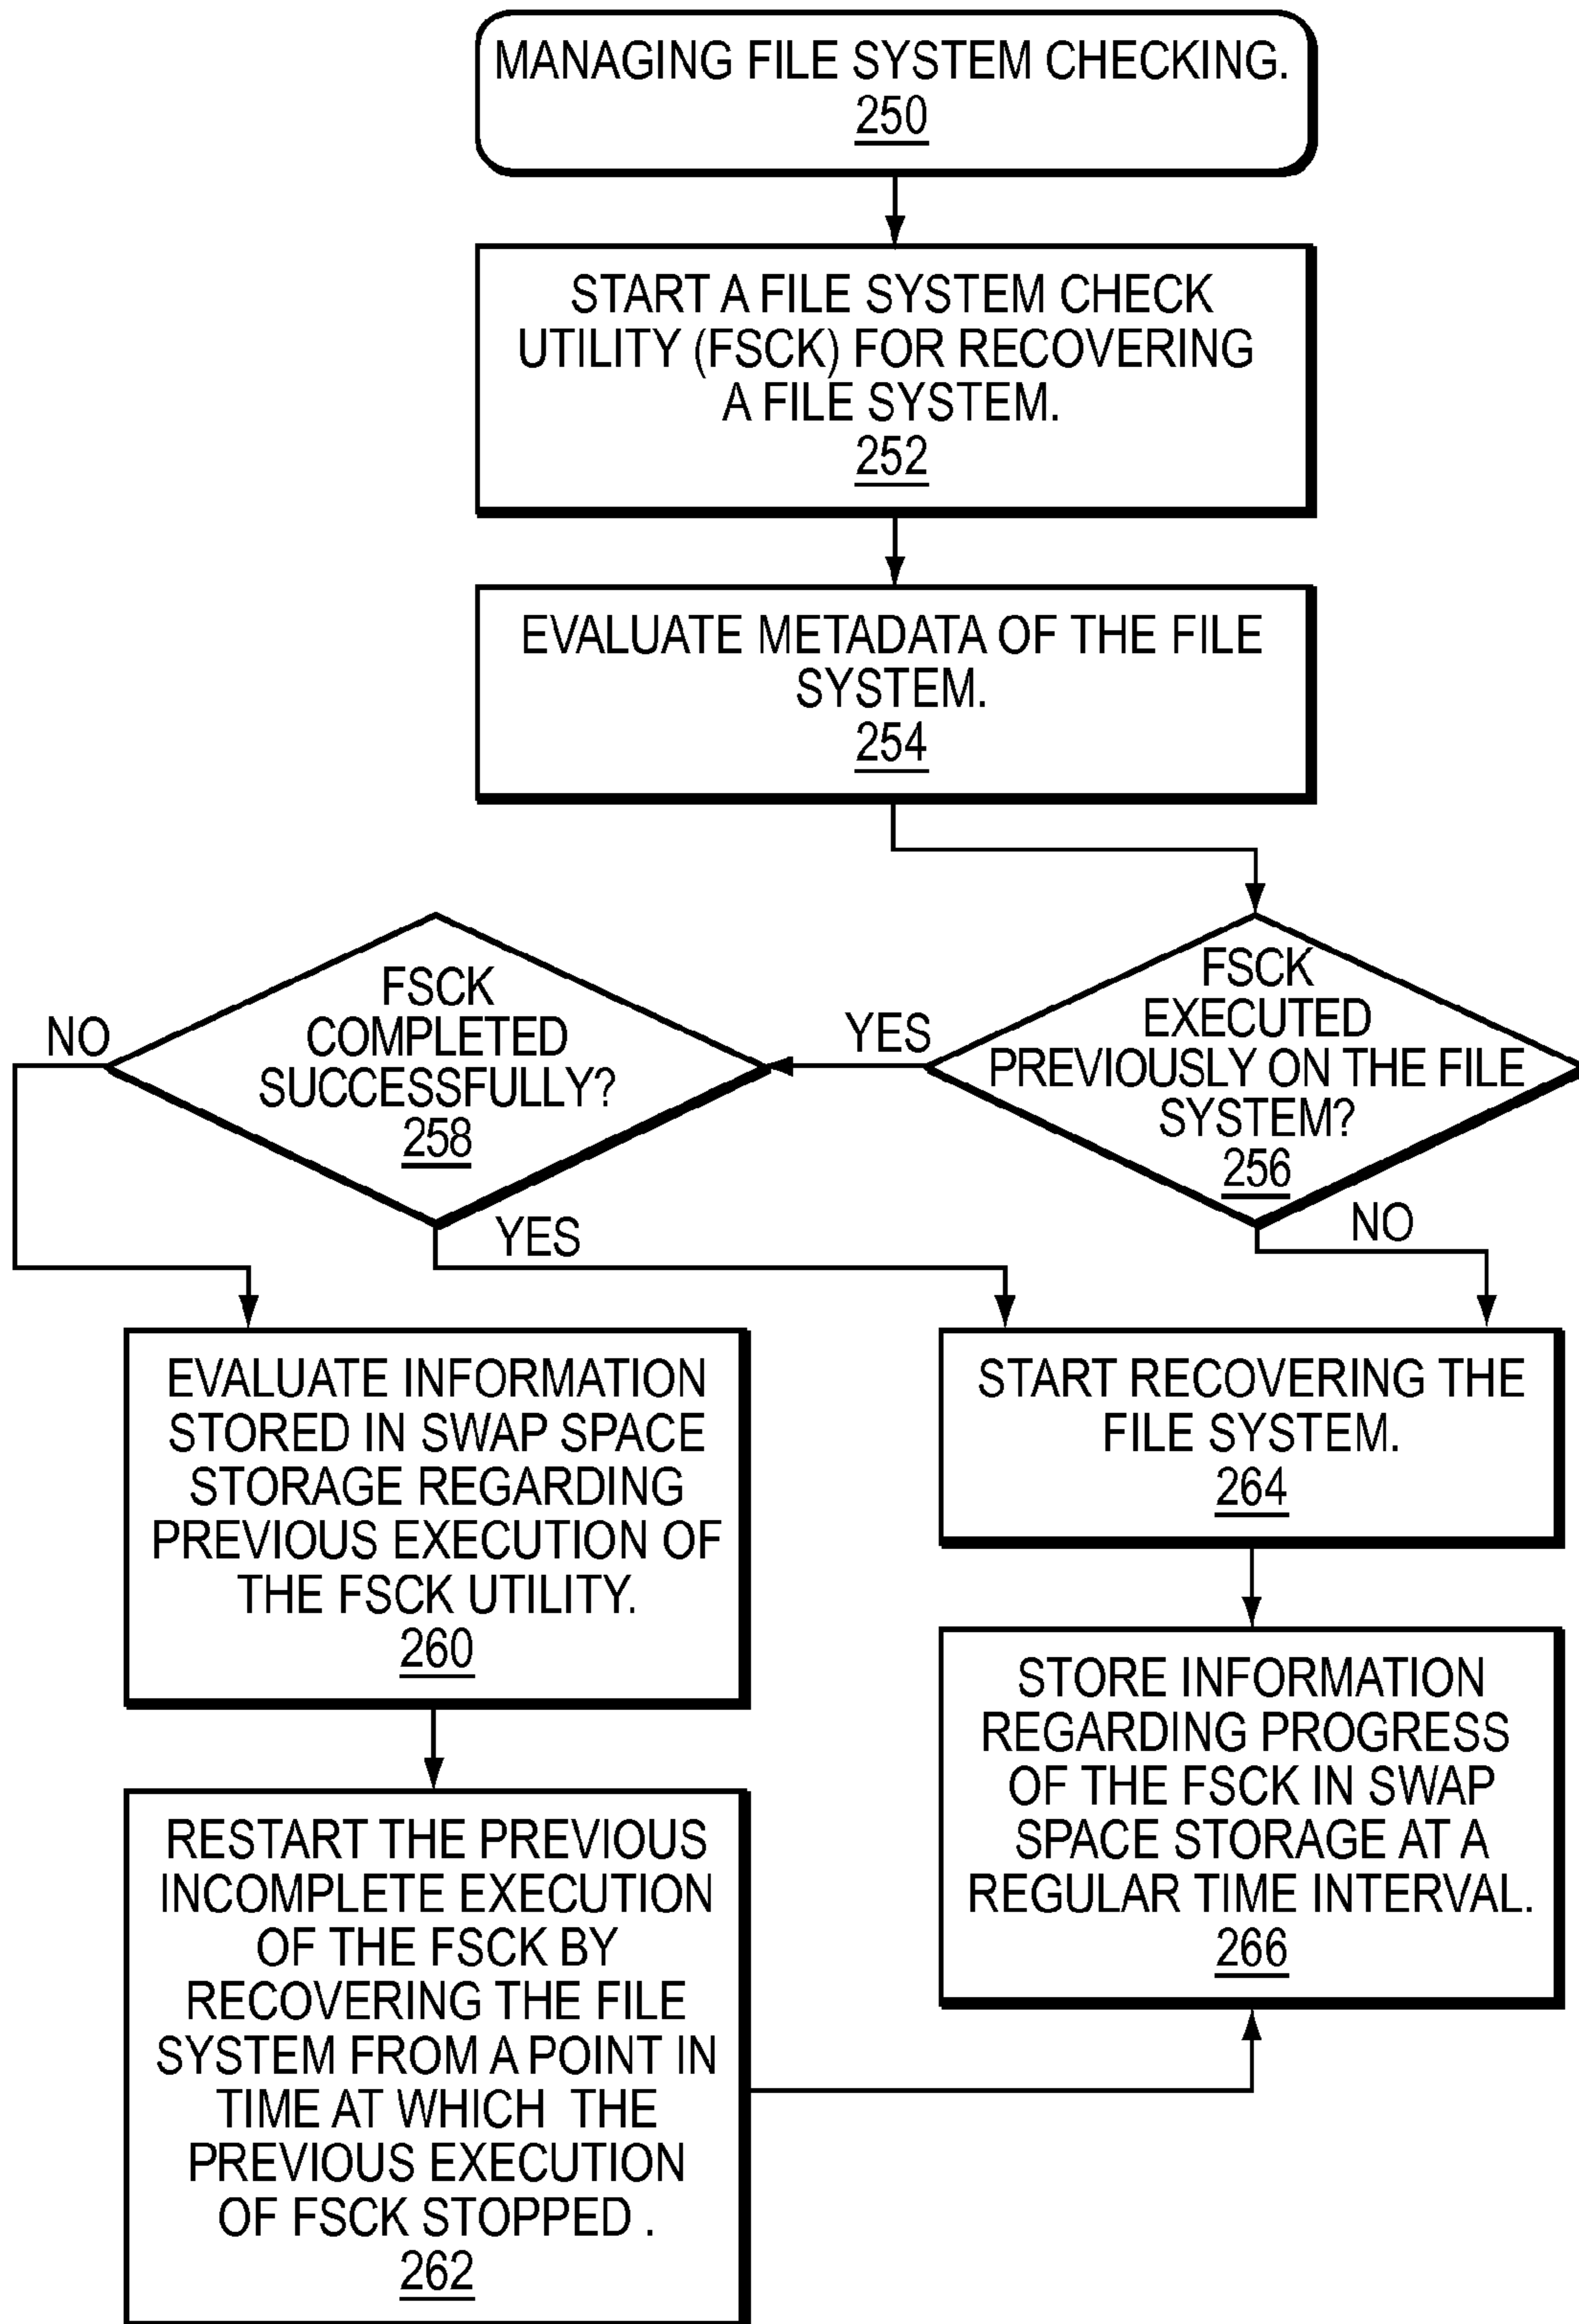 MANAGING FILE SYSTEM CHECKING.
250
START A FILE SYSTEM CHECK
UTILITY (FSCK) FOR RECOVERING
A FILE SYSTEM.
252
EVALUATE METADATA OF THE FILE
SYSTEM.
254
FSCK
EXECUTED
PREVIOUSLY ON THE FILE
SYSTEM?
256
YES
NO
FSCK
COMPLETED
SUCCESSFULLY?
258
NO
YES
EVALUATE INFORMATION
STORED IN SWAP SPACE
STORAGE REGARDING
PREVIOUS EXECUTION OF
THE FSCK UTILITY.
260
RESTART THE PREVIOUS
INCOMPLETE EXECUTION
OF THE FSCK BY
RECOVERING THE FILE
SYSTEM FROM A POINT IN
TIME AT WHICH THE
PREVIOUS EXECUTION
OF FSCK STOPPED .
262
START RECOVERING THE
FILE SYSTEM.
264
STORE INFORMATION
REGARDING PROGRESS
OF THE FSCK IN SWAP
SPACE STORAGE AT A
REGULAR TIME INTERVAL.
266